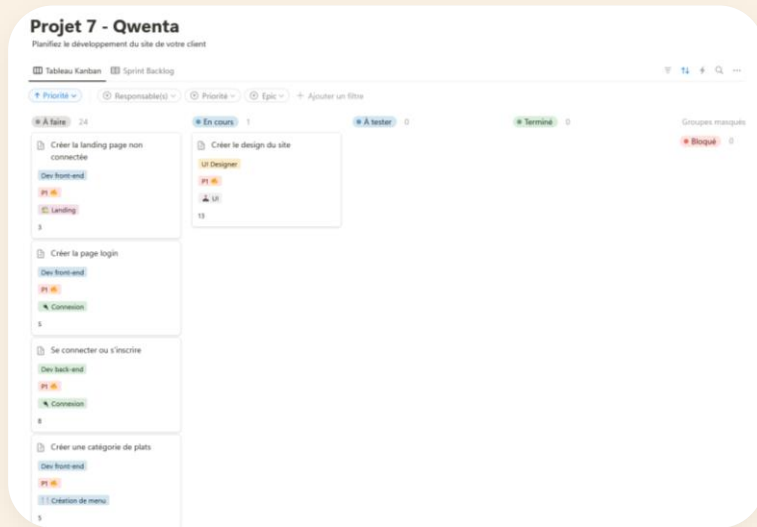 Projet 7 - Qwenta
Planifiez le développement du site de votre client
Tableau Kanban
Sprint Backlog
Priorité
Responsable(s)
Priorité
Epic
Ajouter un filtre
À faire 24
Créer la landing page non
connectée
Dev front-end
P1
Landing
3
Créer la page login
Dev front-end
P1
Connexion
5
Se connecter ou s'inscrire
Dev back-end
P1
Connexion
8
Créer une catégorie de plats
Dev front-end
P1
Création de menu
5
En cours 1
Créer le design du site
UI Designer
P1
UI
13
À tester 0
Terminé 0
Groupes masqués
Bloqué 0